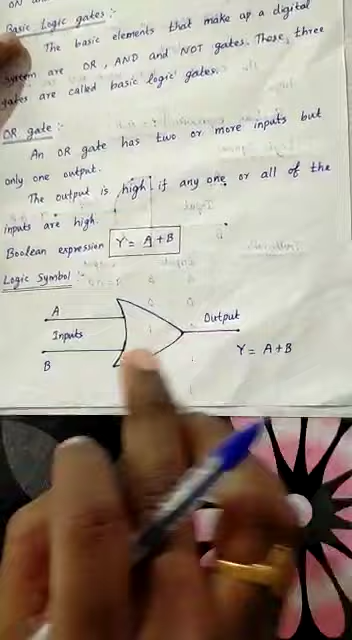 Basic Logic gates :-
The basic elements that make up a digital
system are OR, AND and NOT gates. These, three
gates are called basic logic gates.
OR gate :-
An OR gate has two or more inputs but
only one output.
The output is high if any one or all of the
inputs are high.
Boolean expression Y = A+B
Logic Symbol :-
A
Inputs
B
Output
Y = A+B